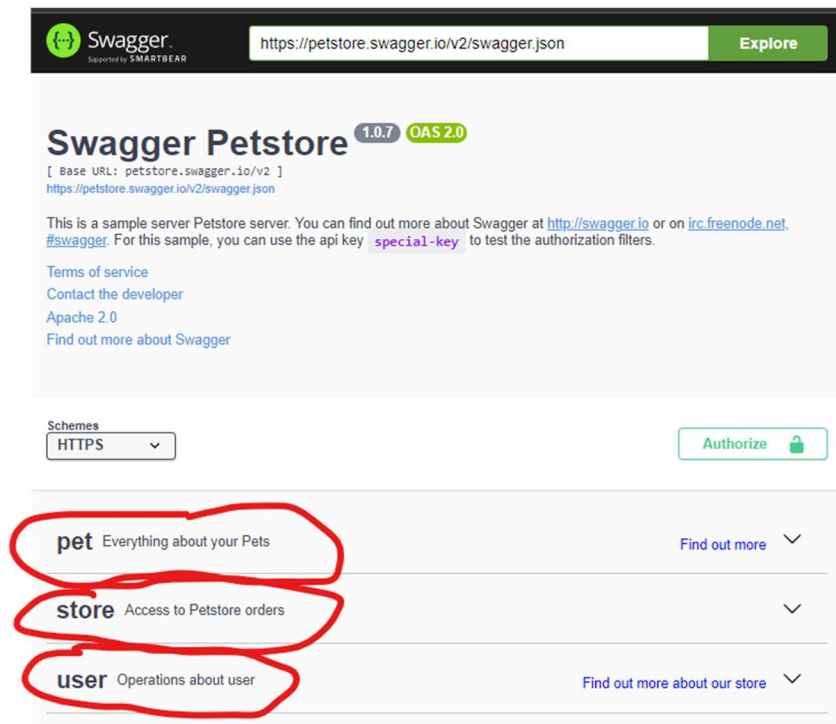 Swagger.
Supported by SMARTBEAR
https://petstore.swagger.io/v2/swagger.json
Explore
Swagger Petstore 1.0.7 OAS 2.0
[ Base URL: petstore.swagger.io/v2 ]
https://petstore.swagger.io/v2/swagger.json
This is a sample server Petstore server. You can find out more about Swagger at http://swagger.io or on irc.freenode.net,
#swagger. For this sample, you can use the api key special-key to test the authorization filters.
Terms of service
Contact the developer
Apache 2.0
Find out more about Swagger
Schemes
HTTPS
Authorize
pet Everything about your Pets Find out more
store Access to Petstore orders
user Operations about user Find out more about our store